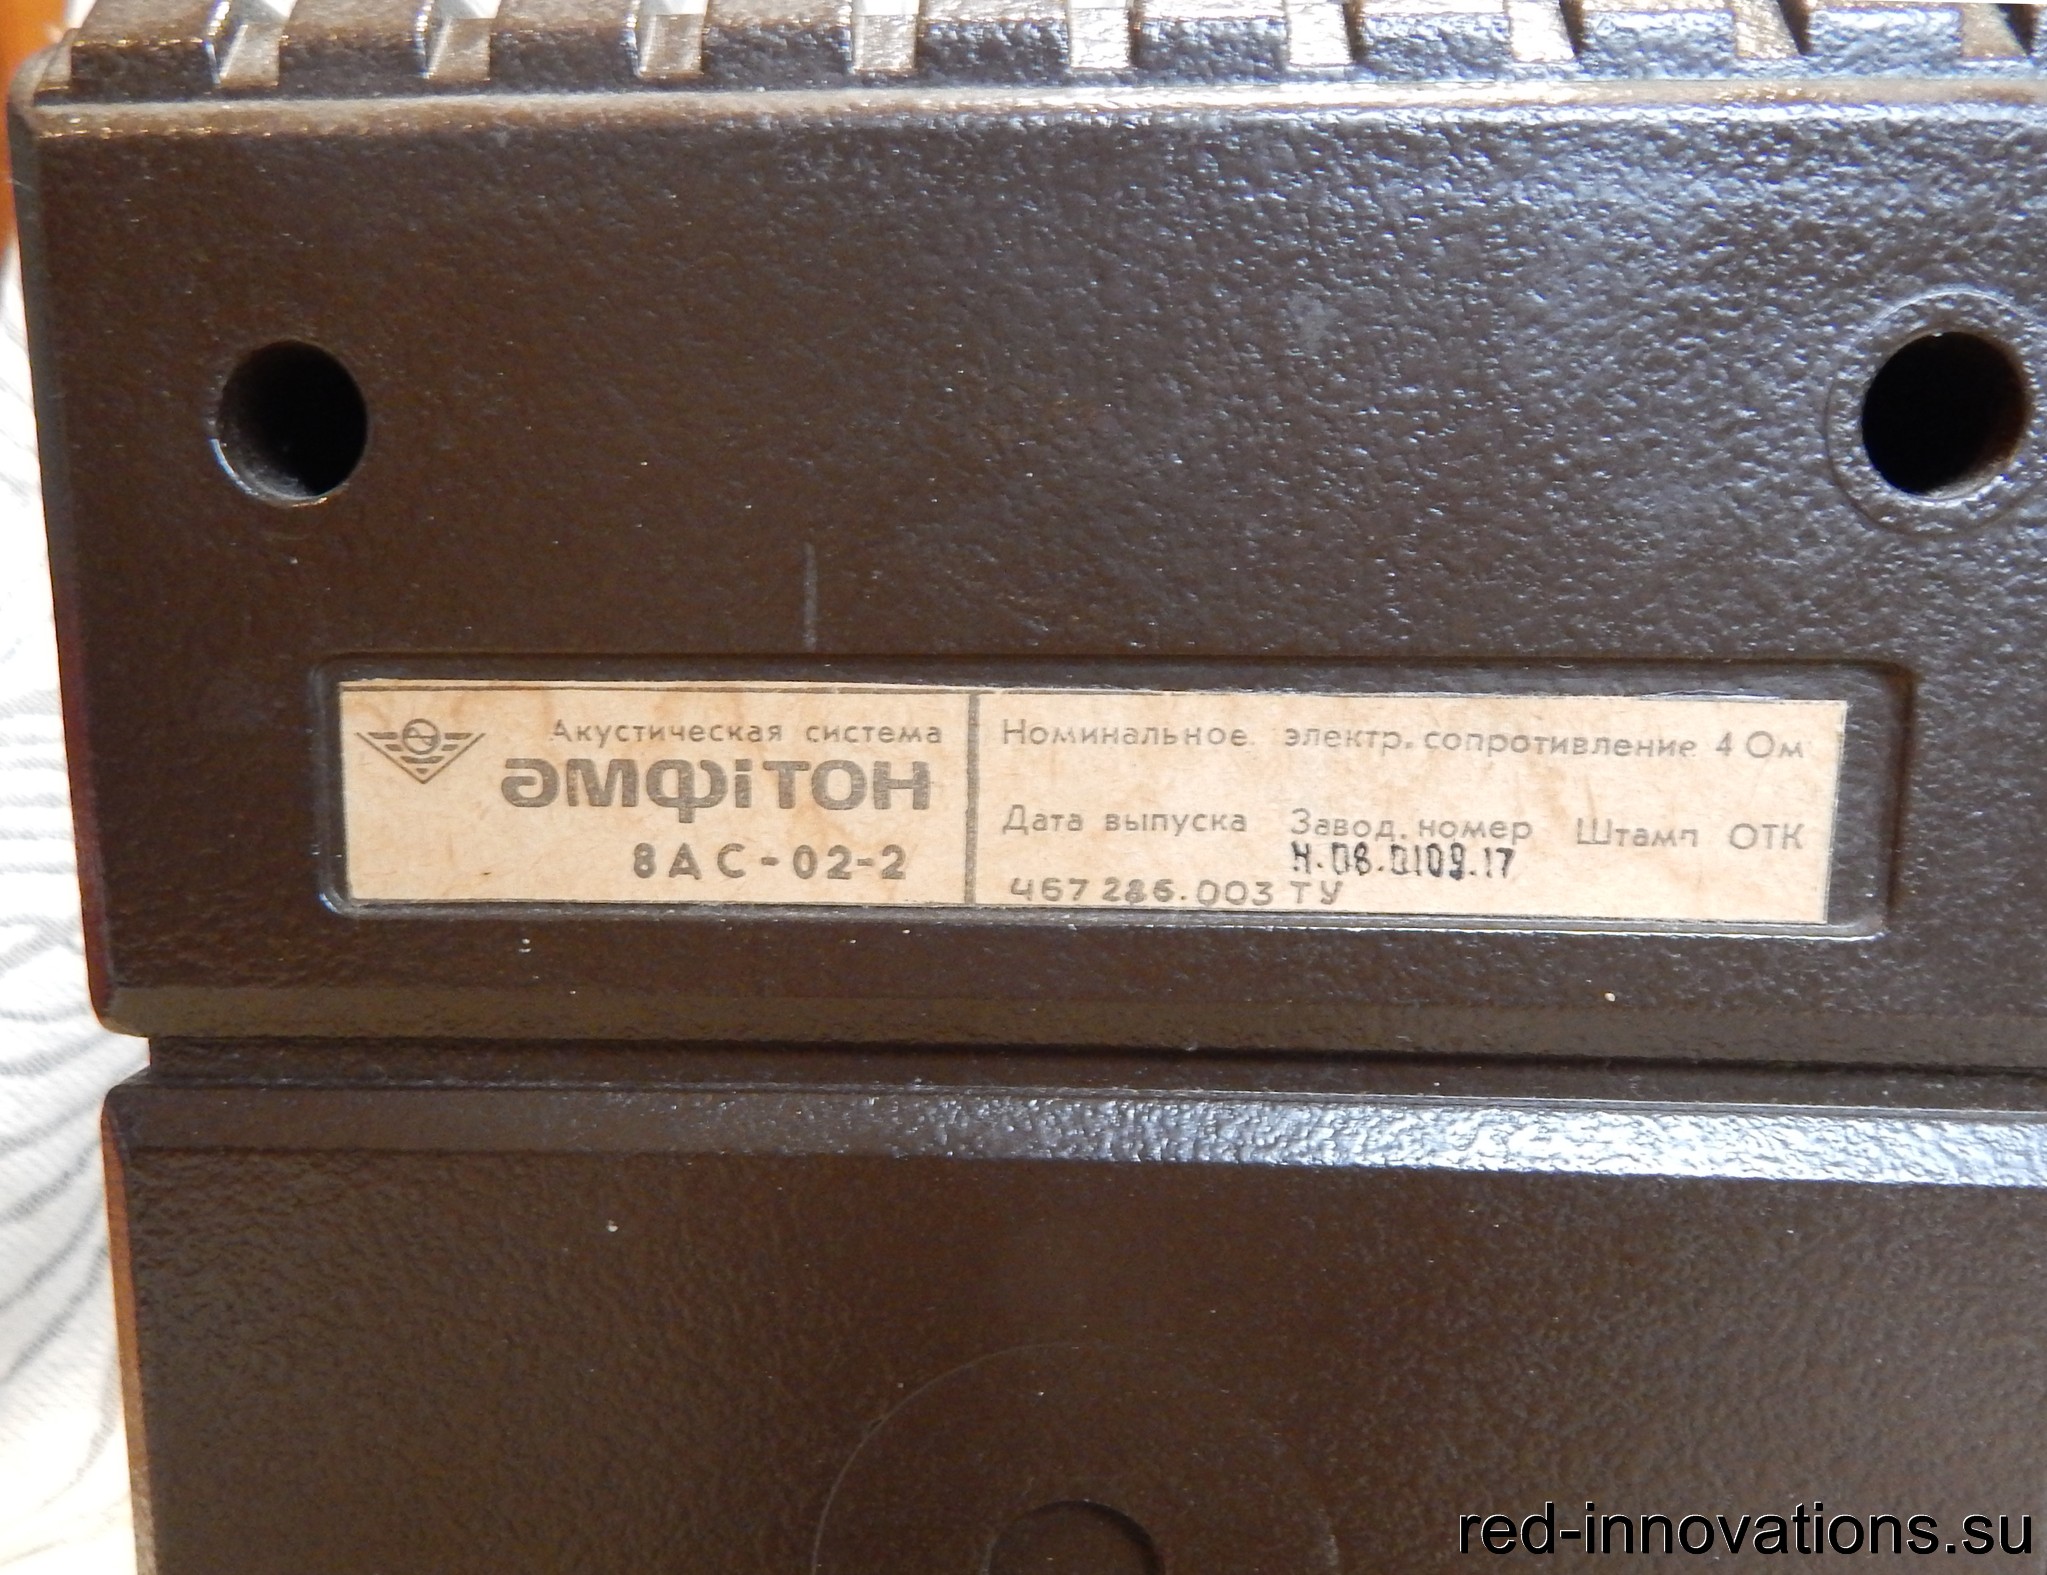 Акустическая система
әмфiтон
8АС-02-2
Номинальное электр. сопротивление 4 Ом
Дата выпуска Завод. номер Штамп ОТК
Н.08.0109.17
467 286.003 ТУ
red-innovations.su